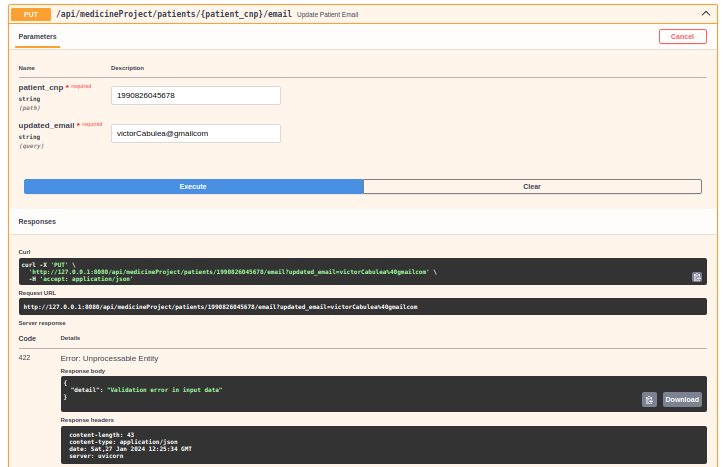 PUT /api/medicineProject/patients/{patient_cnp}/email Update Patient Email
Parameters
Cancel
Name Description
patient_cnp * required
string
(path)
1990826045678
updated_email * required
string
(query)
victorCabulea@gmailcom
Execute Clear
Responses
Curl
curl -X 'PUT' \
'http://127.0.0.1:8080/api/medicineProject/patients/1990826045678/email?updated_email=victorCabulea%40gmailcom' \
-H 'accept: application/json'
Request URL
http://127.0.0.1:8080/api/medicineProject/patients/1990826045678/email?updated_email=victorCabulea%40gmailcom
Server response
Code Details
422 Error: Unprocessable Entity
Response body
{
"detail": "Validation error in input data"
}
Download
Response headers
content-length: 43
content-type: application/json
date: Sat,27 Jan 2024 12:25:34 GMT
server: uvicorn